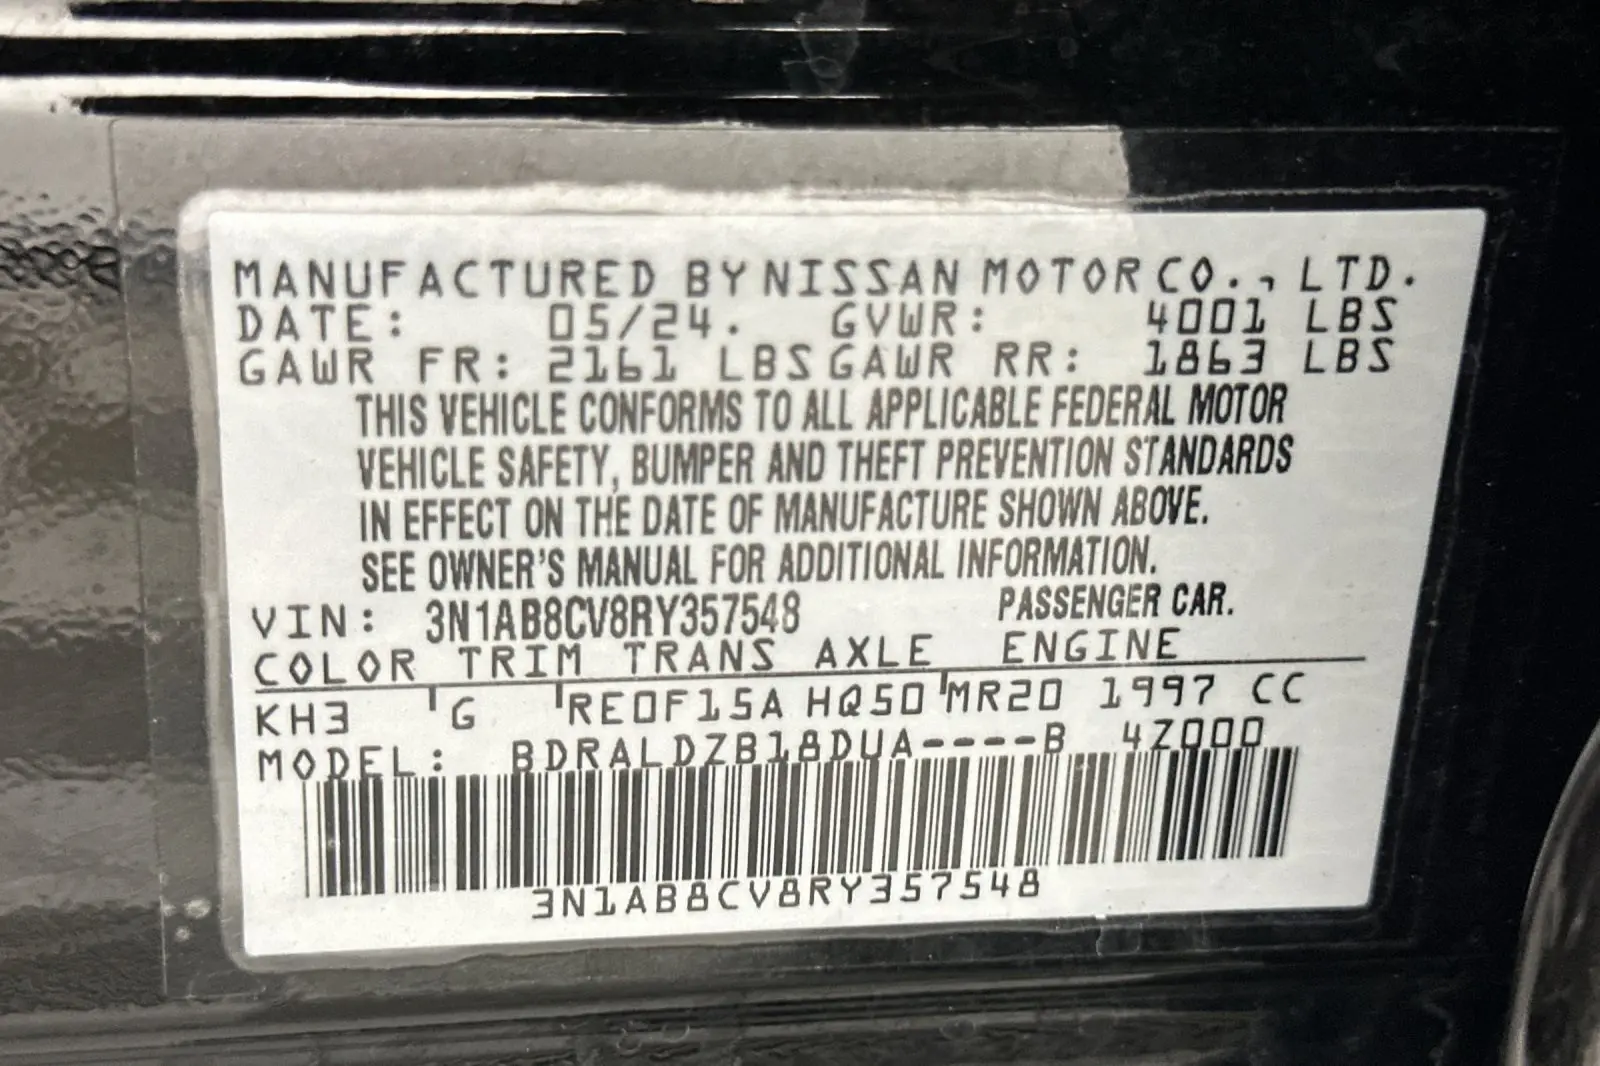 MANUFACTURED BY NISSAN MOTOR CO., LTD.
DATE: 05/24. GVWR: 4001 LBS
GAWR FR: 2161 LBS GAWR RR: 1863 LBS
THIS VEHICLE CONFORMS TO ALL APPLICABLE FEDERAL MOTOR
VEHICLE SAFETY, BUMPER AND THEFT PREVENTION STANDARDS
IN EFFECT ON THE DATE OF MANUFACTURE SHOWN ABOVE.
SEE OWNER'S MANUAL FOR ADDITIONAL INFORMATION.
VIN: 3N1AB8CV8RY357548 PASSENGER CAR.
COLOR TRIM TRANS AXLE ENGINE
KH3 G RE0F15A HQ50 MR20 1997 CC
MODEL: BDRALDZB18DUA----B 4Z000
3N1AB8CV8RY357548